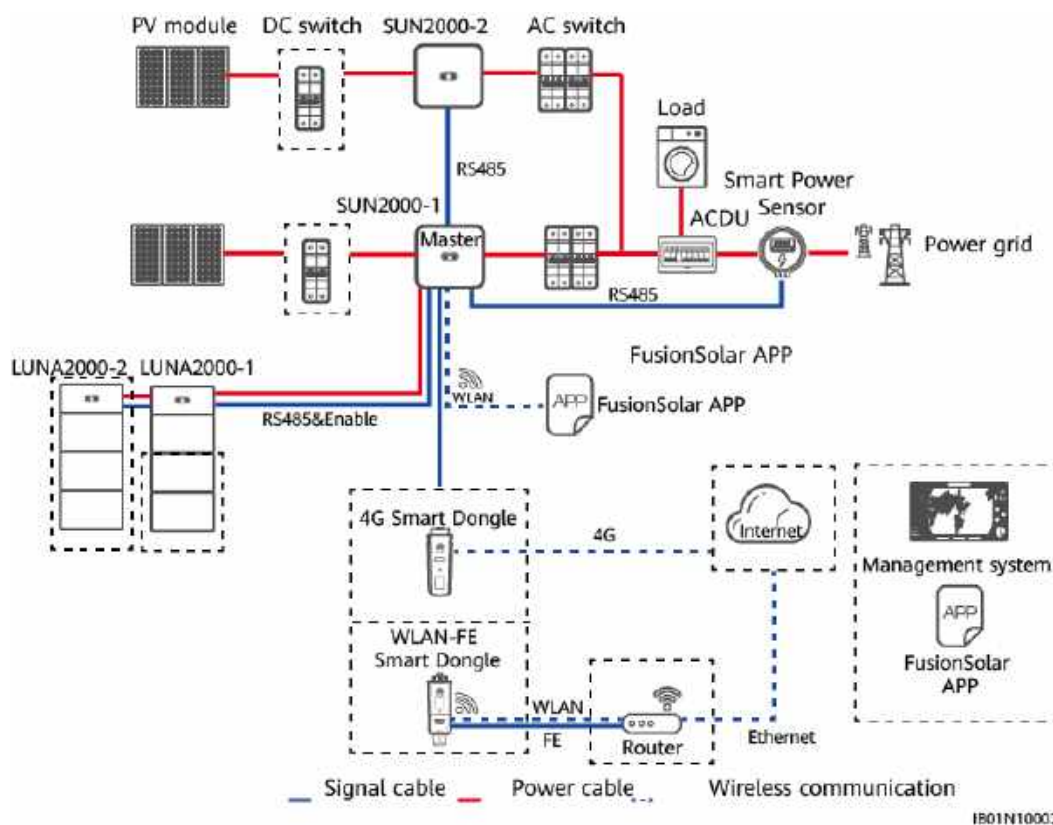 PV module
DC switch
SUN2000-2
AC switch
Load
RS485
Smart Power
Sensor
SUN2000-1
ACDU
Master
Power grid
RS485
LUNA2000-2
LUNA2000-1
FusionSolar APP
WLAN
APP
FusionSolar APP
RS485&Enable
4G Smart Dongle
4G
Internet
Management system
APP
FusionSolar
APP
WLAN-FE
Smart Dongle
WLAN
FE
Router
Ethernet
Signal cable
Power cable
Wireless communication
IB01N10003